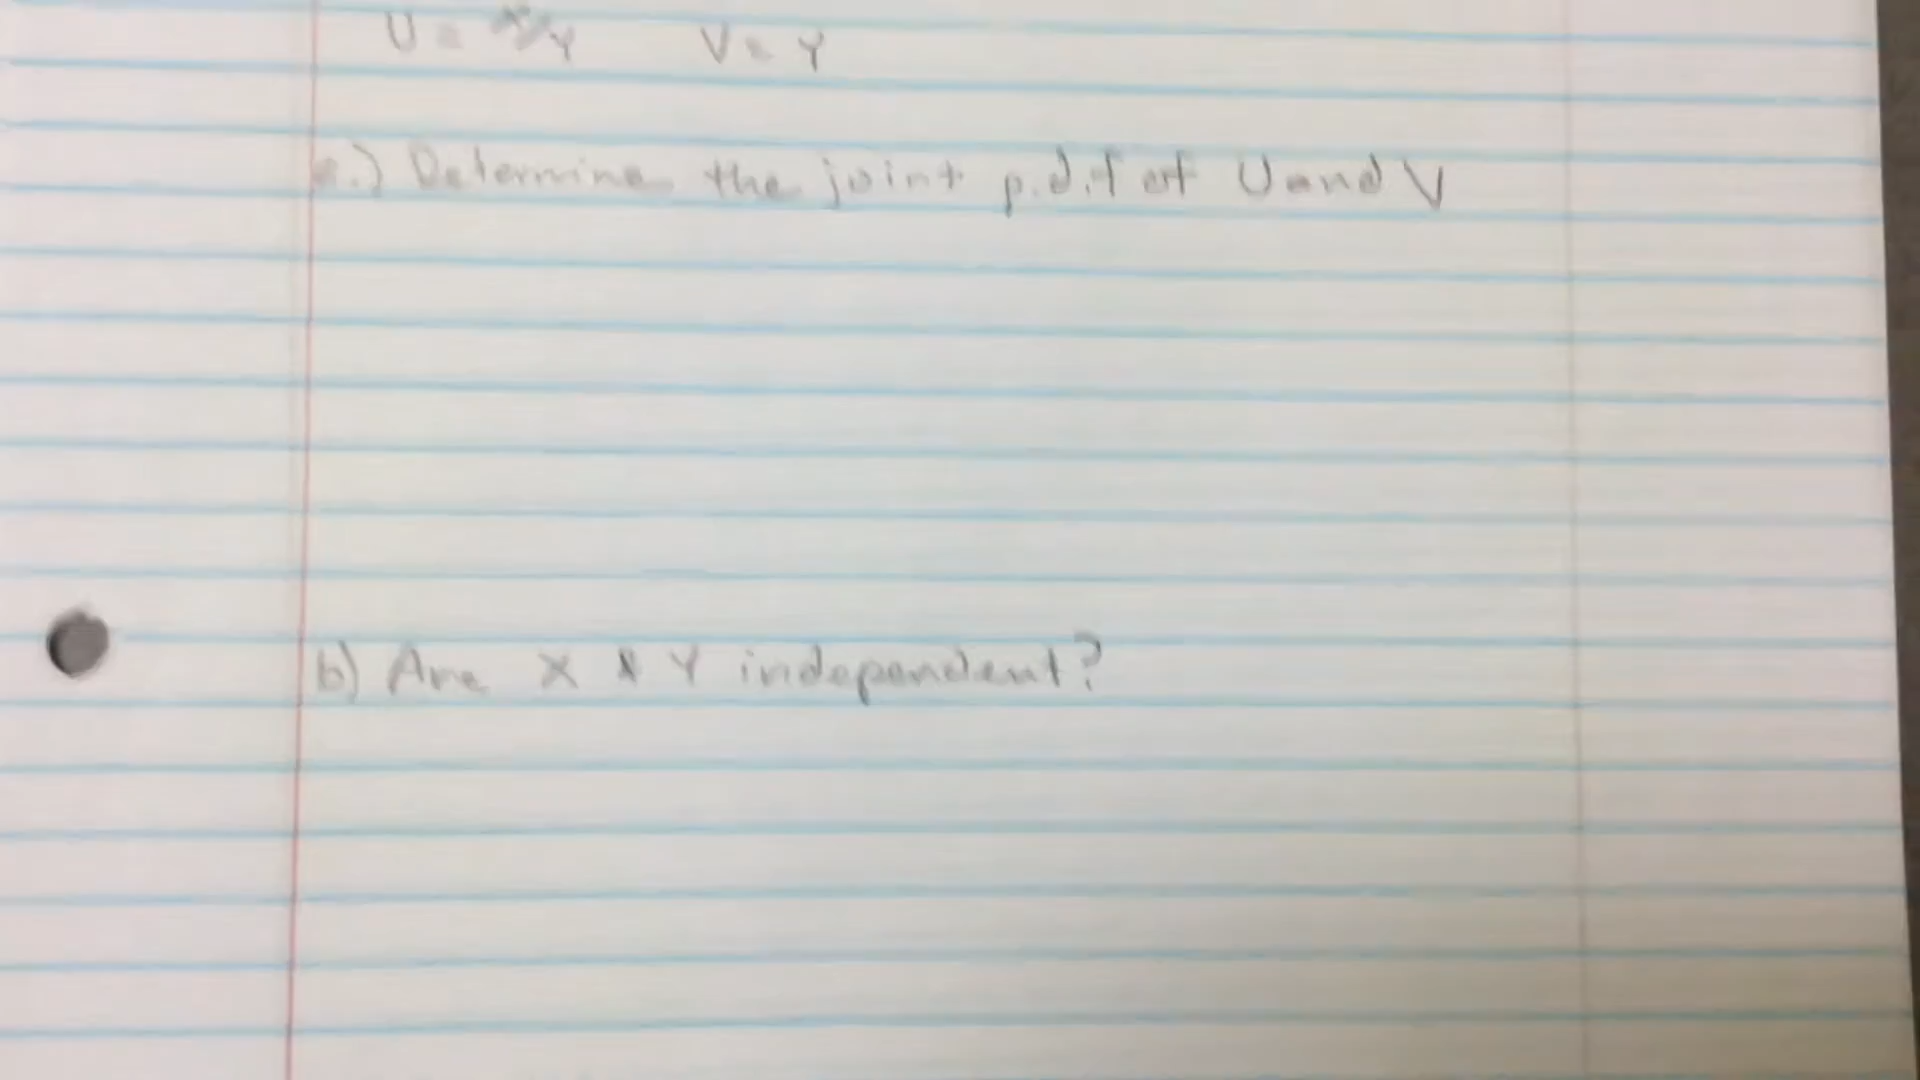 U = X/Y V = Y
a.) Determine the joint p.d.f of U and V
b) Are X & Y independent?